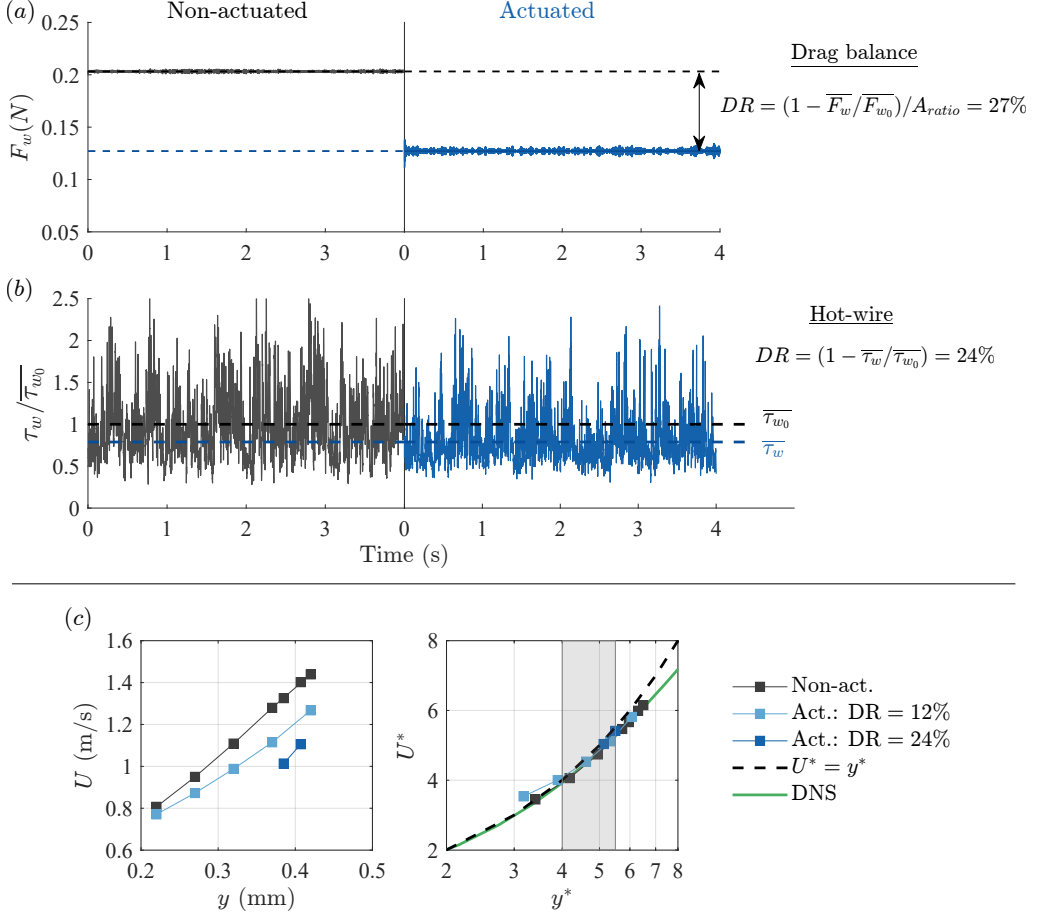 (a) Non-actuated Actuated
0.25
0.2
0.15
0.1
0.05
F_w(N)
0 1 2 3 0 1 2 3 4
Drag balance
DR = (1 − \overline{F_w}/\overline{F_{w_0}})/A_{ratio} = 27%
(b)
2.5
2
1.5
1
0.5
0
τ_w/\overline{τ_{w_0}}
0 1 2 3 0 1 2 3 4
Time (s)
Hot-wire
DR = (1 − \overline{τ_w}/\overline{τ_{w_0}}) = 24%
\overline{τ_{w_0}}
\overline{τ_w}
(c)
1.6
1.4
1.2
1
0.8
0.6
U (m/s)
0.2 0.3 0.4 0.5
y (mm)
8
6
4
2
U*
2 3 4 5 6 7 8
y*
Non-act.
Act.: DR = 12%
Act.: DR = 24%
U* = y*
DNS